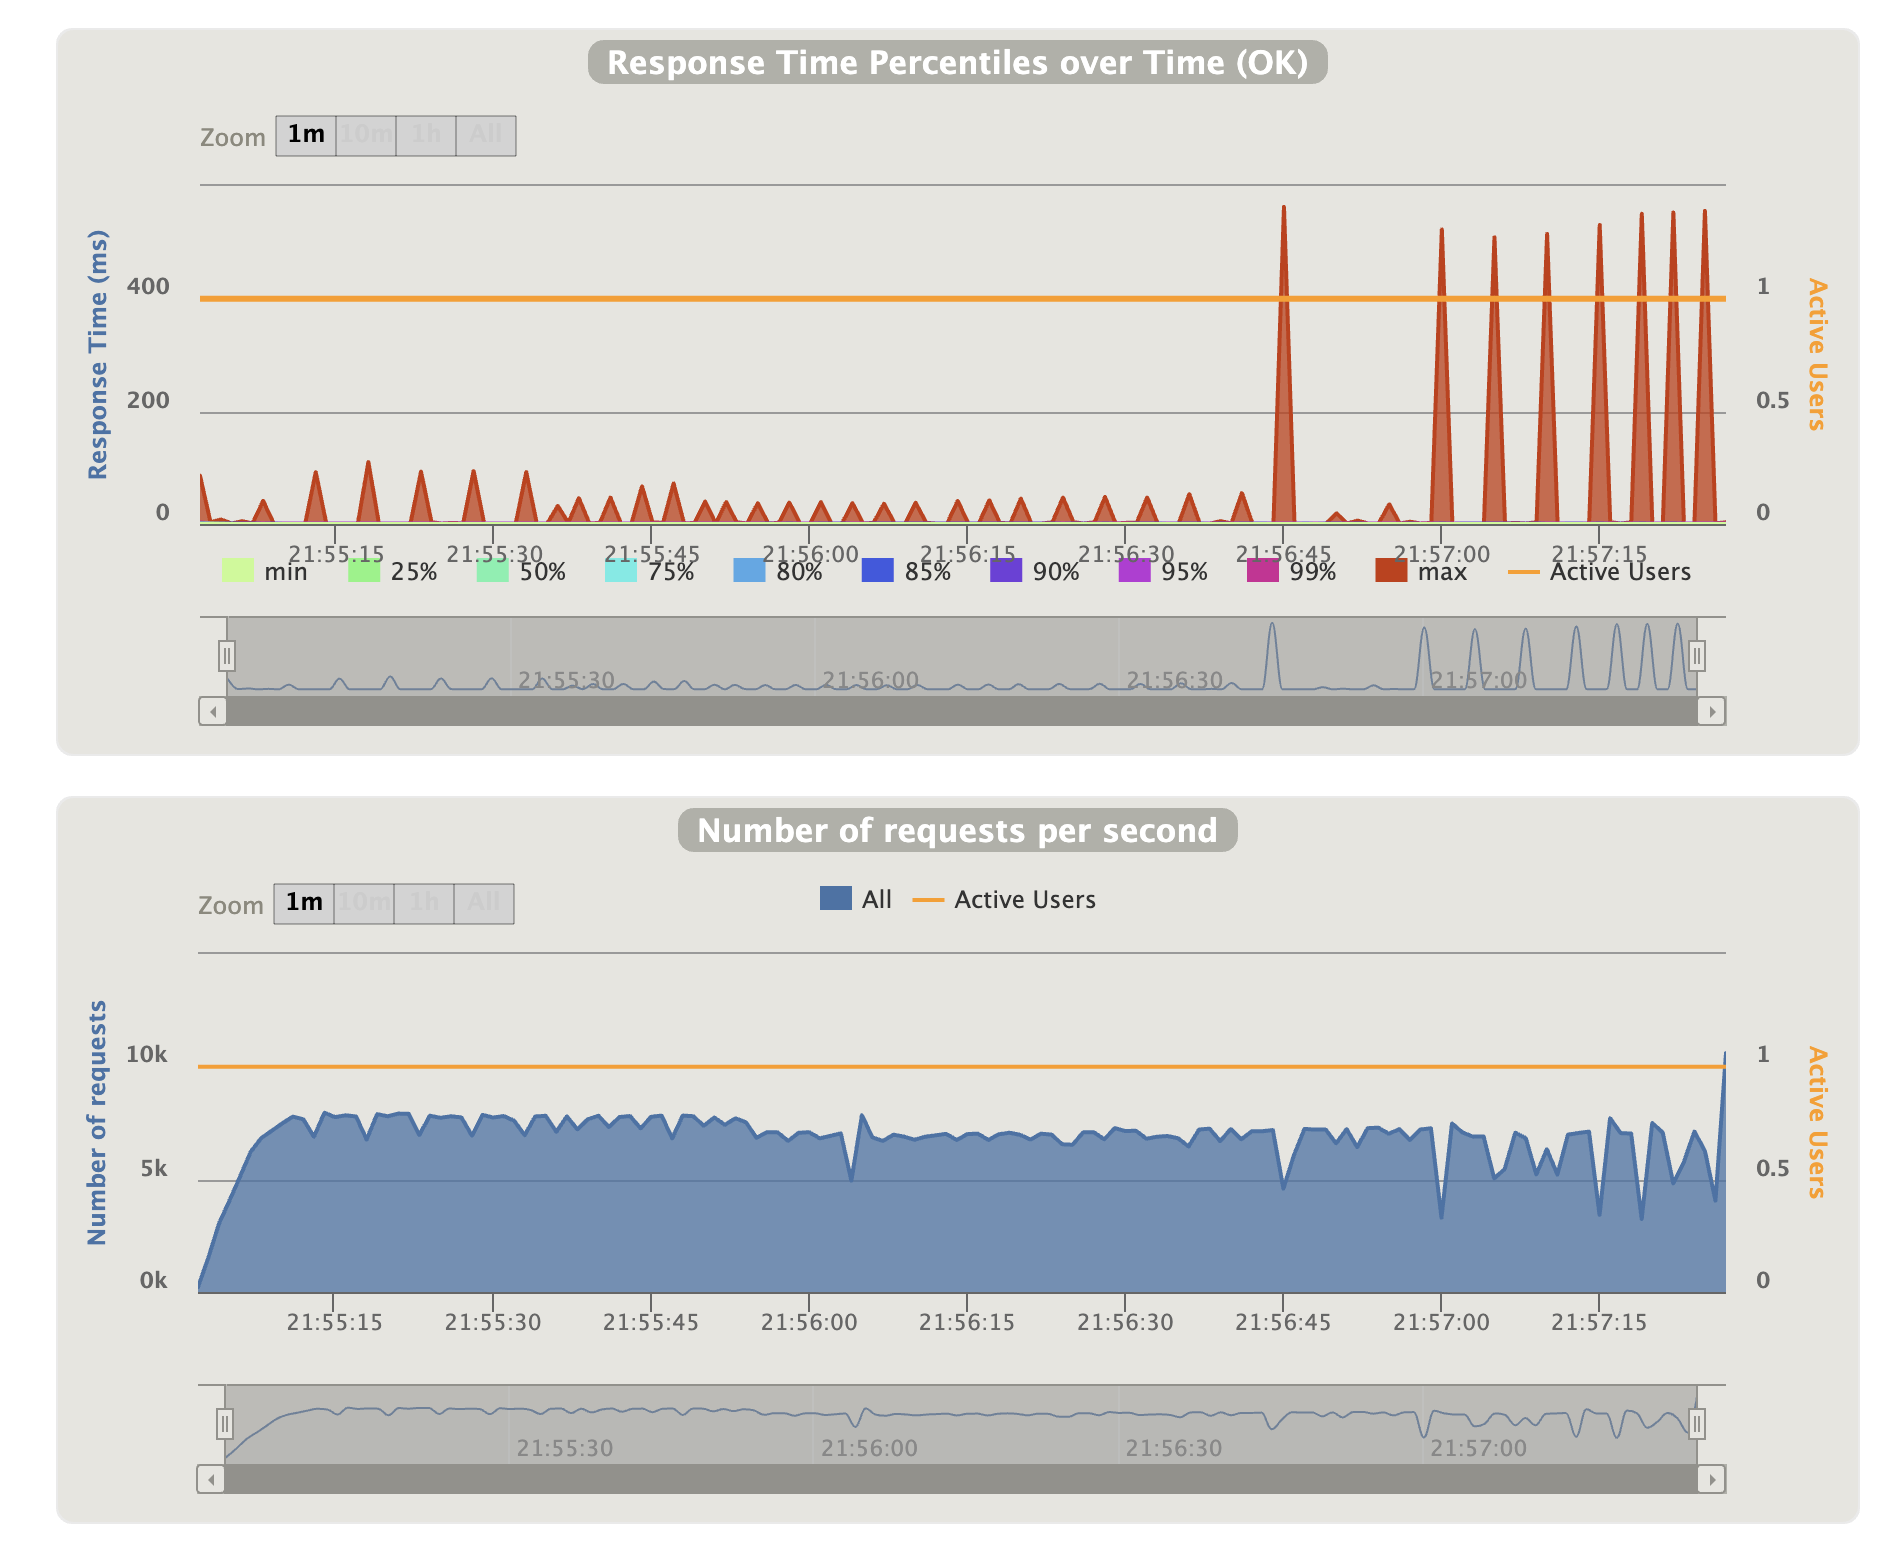 Response Time Percentiles over Time (OK)
Zoom 1m 10m 1h All
Response Time (ms)
400
200
0
1
0.5
0
Active Users
21:55:15 21:55:30 21:55:45 21:56:00 21:56:15 21:56:30 21:56:45 21:57:00 21:57:15
min 25% 50% 75% 80% 85% 90% 95% 99% max Active Users
21:55:30 21:56:00 21:56:30 21:57:00
Number of requests per second
Zoom 1m 10m 1h All
All Active Users
Number of requests
10k
5k
0k
1
0.5
0
Active Users
21:55:15 21:55:30 21:55:45 21:56:00 21:56:15 21:56:30 21:56:45 21:57:00 21:57:15
21:55:30 21:56:00 21:56:30 21:57:00